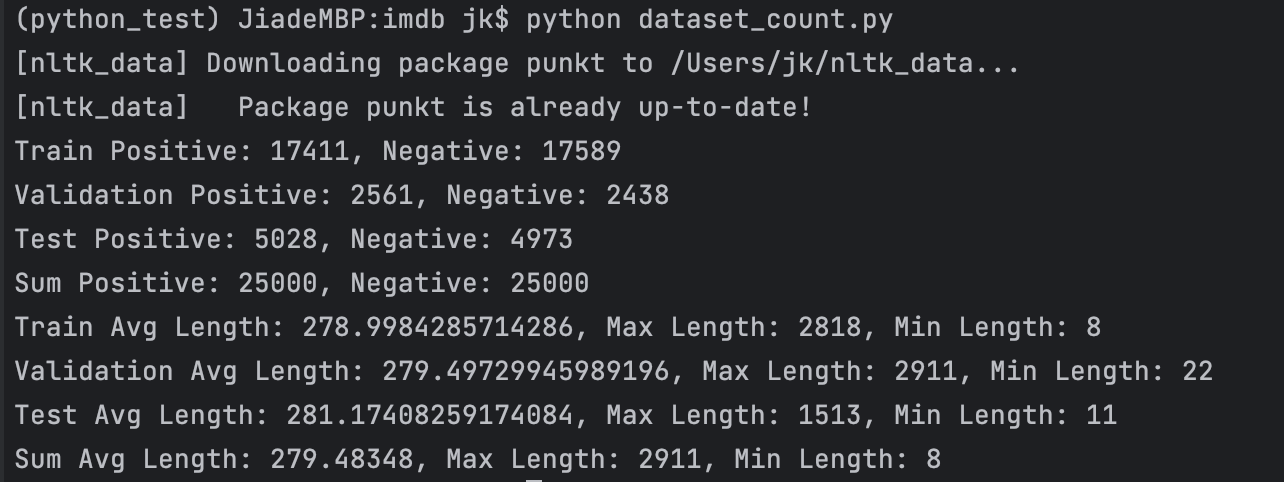 (python_test) JiadeMBP:imdb jk$ python dataset_count.py
[nltk_data] Downloading package punkt to /Users/jk/nltk_data...
[nltk_data]   Package punkt is already up-to-date!
Train Positive: 17411, Negative: 17589
Validation Positive: 2561, Negative: 2438
Test Positive: 5028, Negative: 4973
Sum Positive: 25000, Negative: 25000
Train Avg Length: 278.9984285714286, Max Length: 2818, Min Length: 8
Validation Avg Length: 279.49729945989196, Max Length: 2911, Min Length: 22
Test Avg Length: 281.17408259174084, Max Length: 1513, Min Length: 11
Sum Avg Length: 279.48348, Max Length: 2911, Min Length: 8